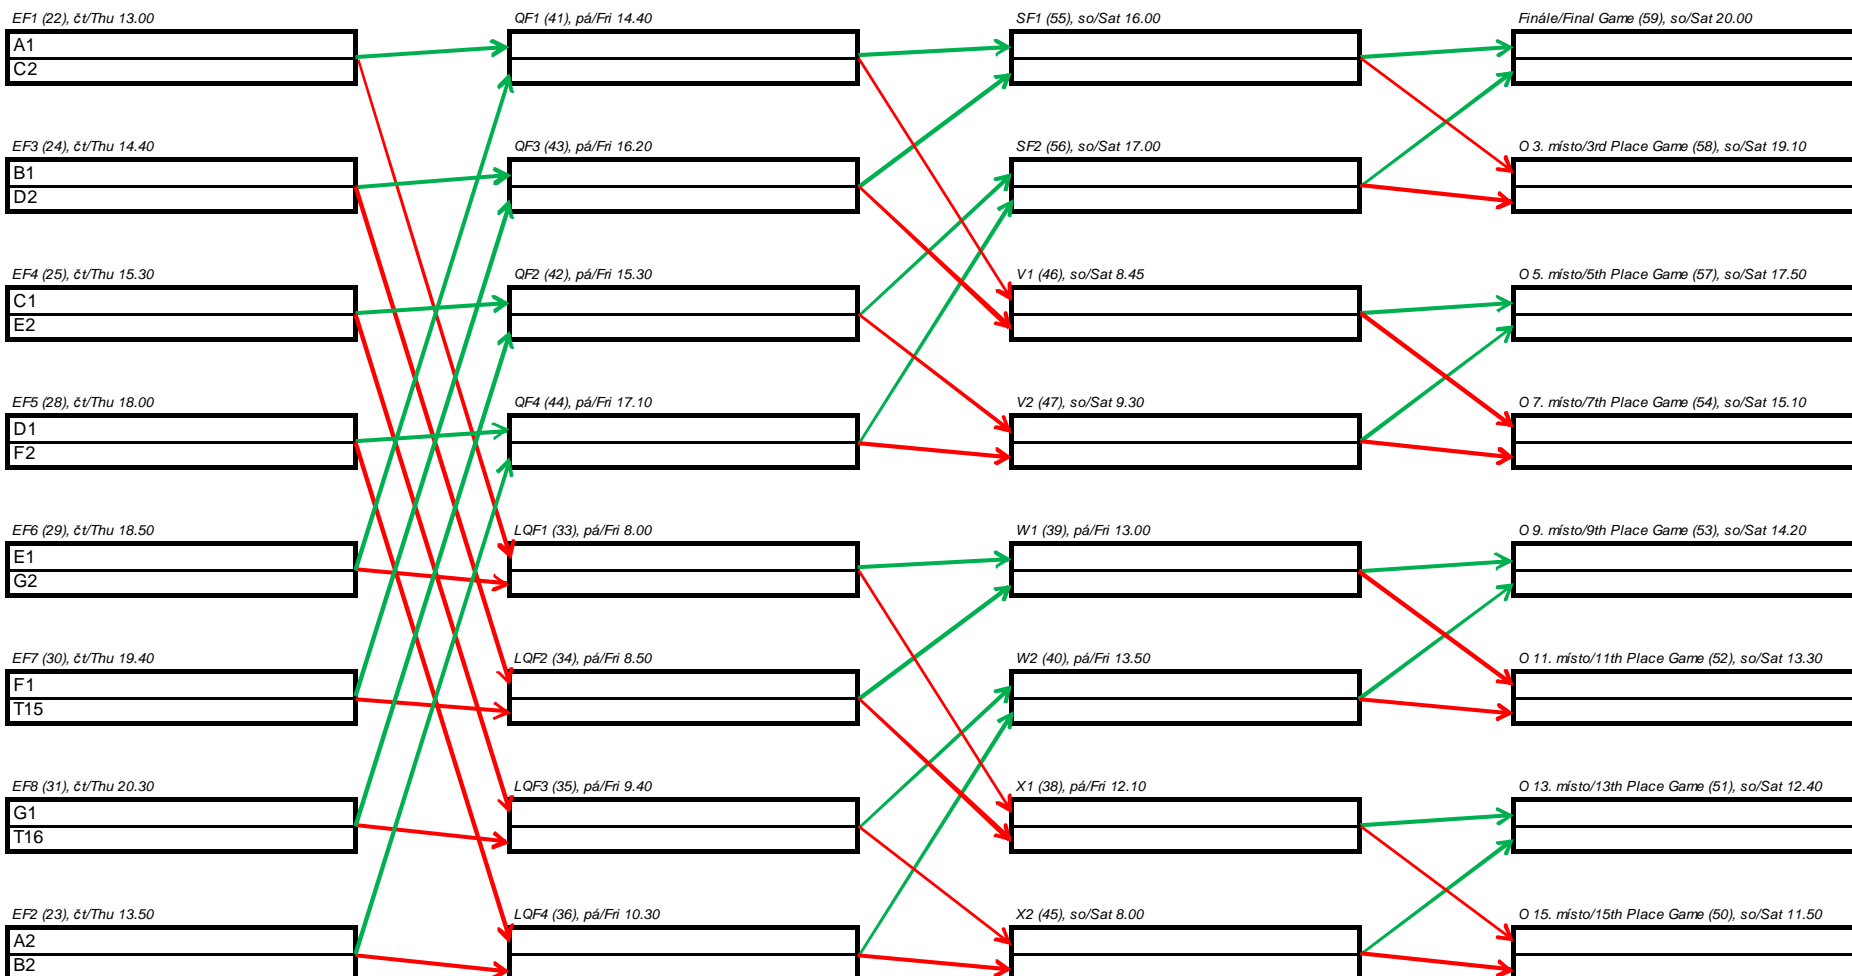 EF1 (22), čt/Thu 13.00
QF1 (41), pá/Fri 14.40
SF1 (55), so/Sat 16.00
Finále/Final Game (59), so/Sat 20.00
A1
C2
EF3 (24), čt/Thu 14.40
QF3 (43), pá/Fri 16.20
SF2 (56), so/Sat 17.00
O 3. místo/3rd Place Game (58), so/Sat 19.10
B1
D2
EF4 (25), čt/Thu 15.30
QF2 (42), pá/Fri 15.30
V1 (46), so/Sat 8.45
O 5. místo/5th Place Game (57), so/Sat 17.50
C1
E2
EF5 (28), čt/Thu 18.00
QF4 (44), pá/Fri 17.10
V2 (47), so/Sat 9.30
O 7. místo/7th Place Game (54), so/Sat 15.10
D1
F2
EF6 (29), čt/Thu 18.50
LQF1 (33), pá/Fri 8.00
W1 (39), pá/Fri 13.00
O 9. místo/9th Place Game (53), so/Sat 14.20
E1
G2
EF7 (30), čt/Thu 19.40
LQF2 (34), pá/Fri 8.50
W2 (40), pá/Fri 13.50
O 11. místo/11th Place Game (52), so/Sat 13.30
F1
T15
EF8 (31), čt/Thu 20.30
LQF3 (35), pá/Fri 9.40
X1 (38), pá/Fri 12.10
O 13. místo/13th Place Game (51), so/Sat 12.40
G1
T16
EF2 (23), čt/Thu 13.50
LQF4 (36), pá/Fri 10.30
X2 (45), so/Sat 8.00
O 15. místo/15th Place Game (50), so/Sat 11.50
A2
B2